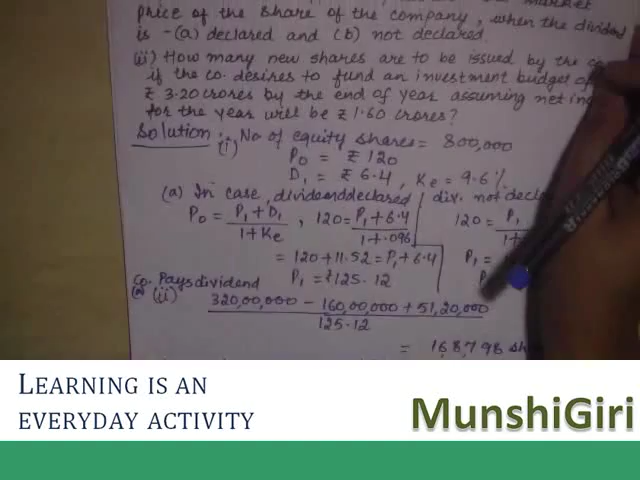 price of the share of the company, when the dividend
is -(a) declared and (b) not declared.
(ii) How many new shares are to be issued by the co
if the co. desires to fund an investment budget of
₹ 3.20 crores by the end of year assuming net in
for the year will be ₹ 1.60 crores?
Solution :- No of equity shares = 800,000
(i)
P0 = ₹ 120
D1 = ₹ 6.4 , Ke = 9.6%
(a) In case, dividend declared div. not decla
P0 = P1 + D1 / 1 + Ke , 120 = P1 + 6.4 / 1 + .096 120 = P1 / 1+
= 120 + 11.52 = P1 + 6.4 P1 =
P1 = ₹125.12 P
Co. Pays dividend
(a) (ii) 320,00,000 - 160,00,000 + 51,20,000 / 125.12
= 168,798 sh
LEARNING IS AN
EVERYDAY ACTIVITY
MunshiGiri